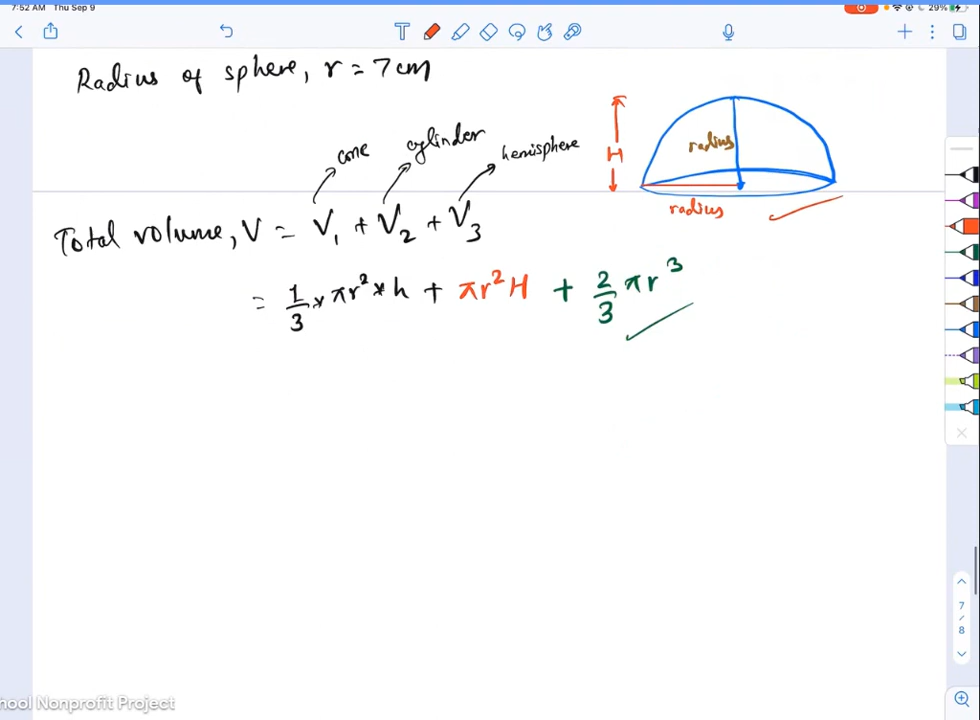 7:52 AM Thu Sep 9
29%
Radius of sphere, r = 7cm
cone
cylinder
hemisphere
H
radius
radius
Total volume, V = V₁ + V₂ + V₃
= 1/3 * πr² * h + πr²H + 2/3 πr³
7
/
8
hool Nonprofit Project